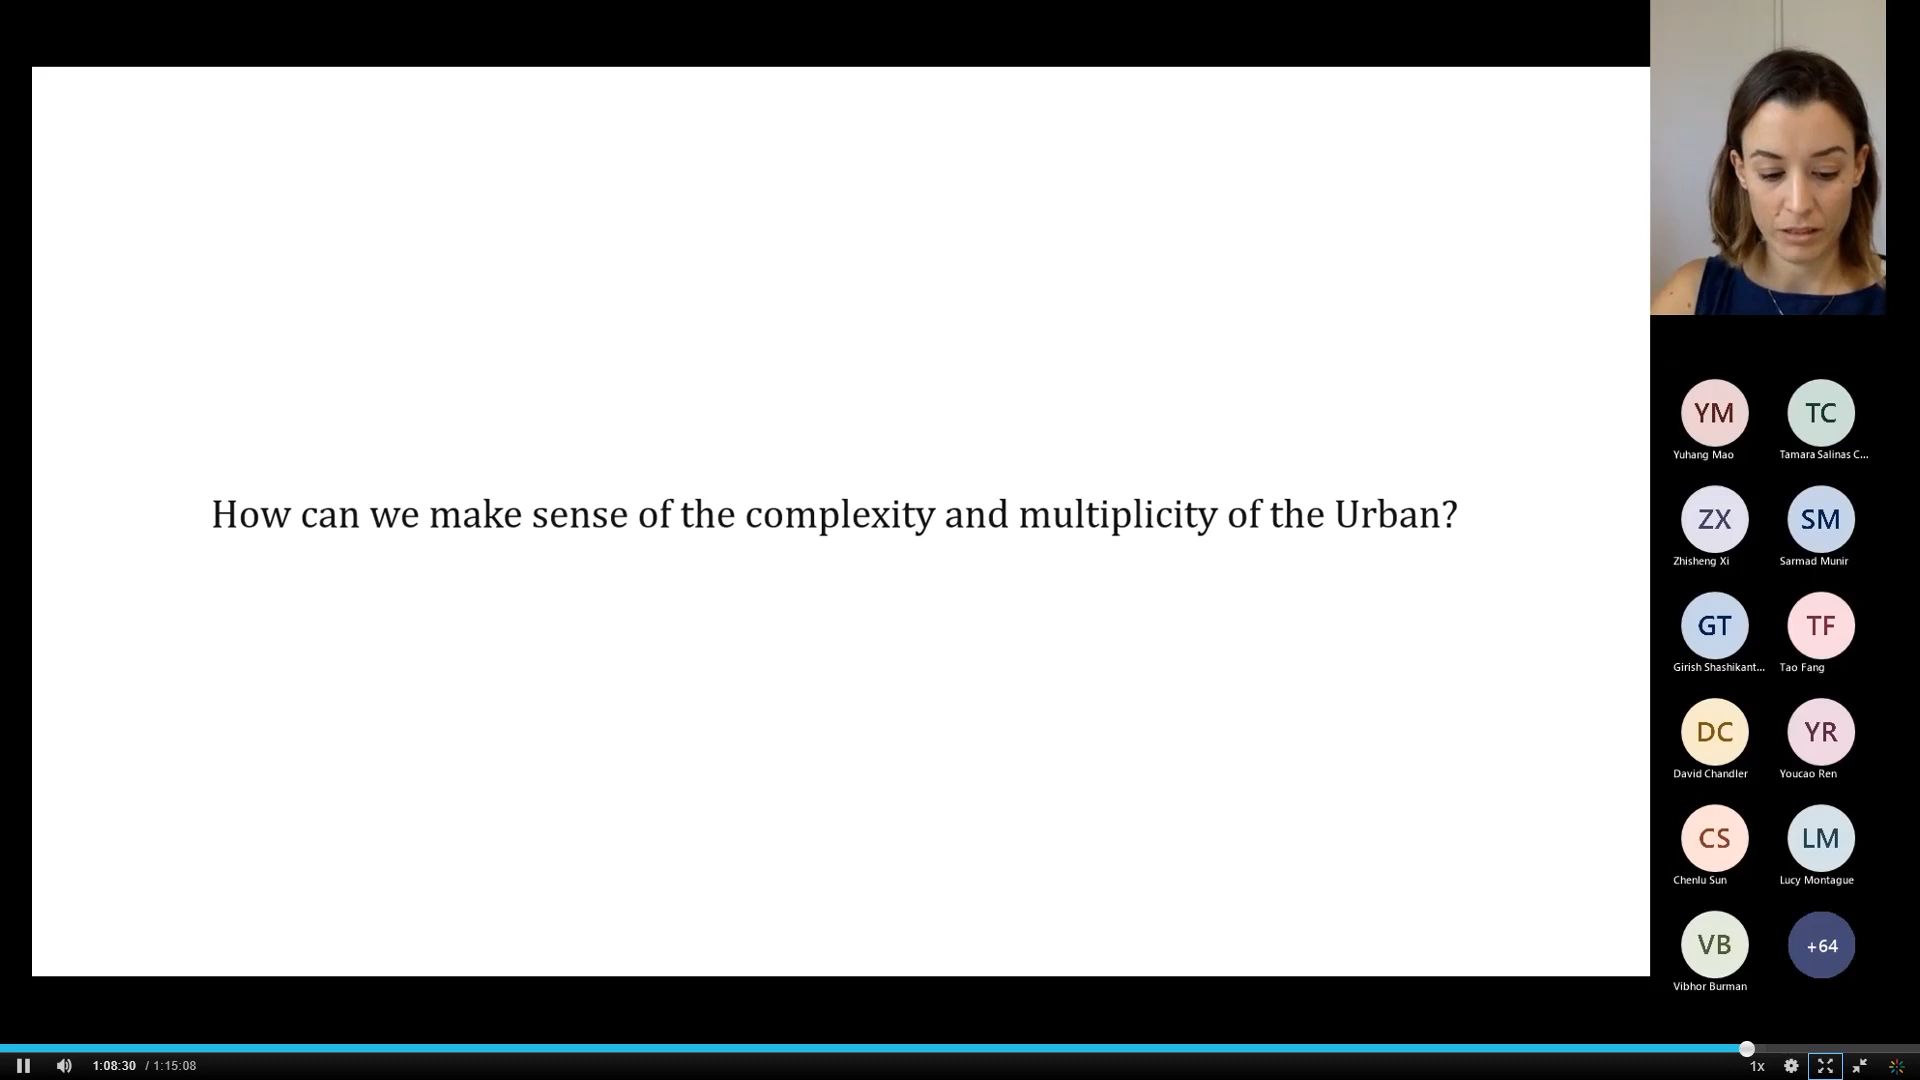 How can we make sense of the complexity and multiplicity of the Urban?
YM
Yuhang Mao
TC
Tamara Salinas C...
ZX
Zhisheng Xi
SM
Sarmad Munir
GT
Girish Shashikant...
TF
Tao Fang
DC
David Chandler
YR
Youcao Ren
CS
Chenlu Sun
LM
Lucy Montague
VB
Vibhor Burman
+64
1:08:30 / 1:15:08
1x